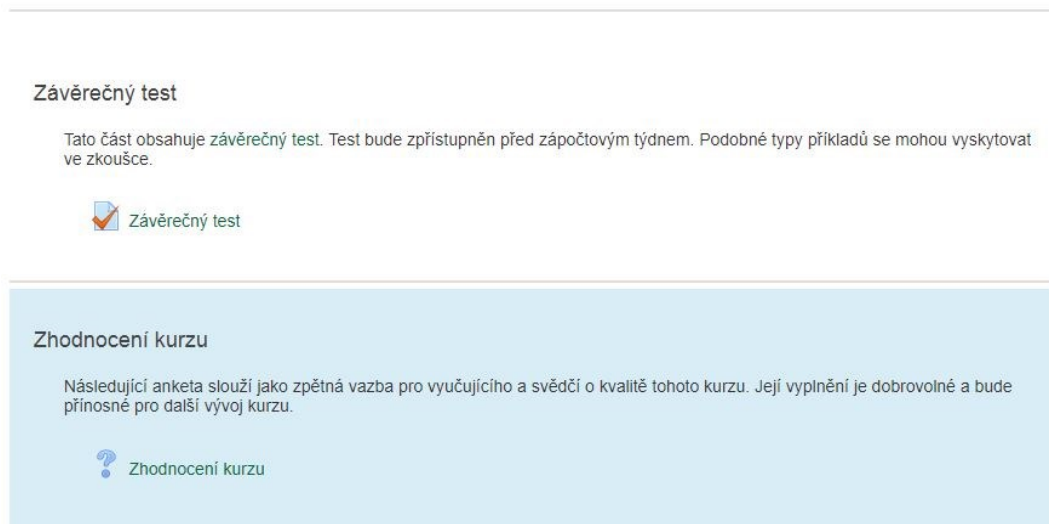 Závěrečný test
Tato část obsahuje závěrečný test. Test bude zpřístupněn před zápočtovým týdnem. Podobné typy příkladů se mohou vyskytovat
ve zkoušce.
Závěrečný test
Zhodnocení kurzu
Následující anketa slouží jako zpětná vazba pro vyučujícího a svědčí o kvalitě tohoto kurzu. Její vyplnění je dobrovolné a bude
přínosné pro další vývoj kurzu.
Zhodnocení kurzu